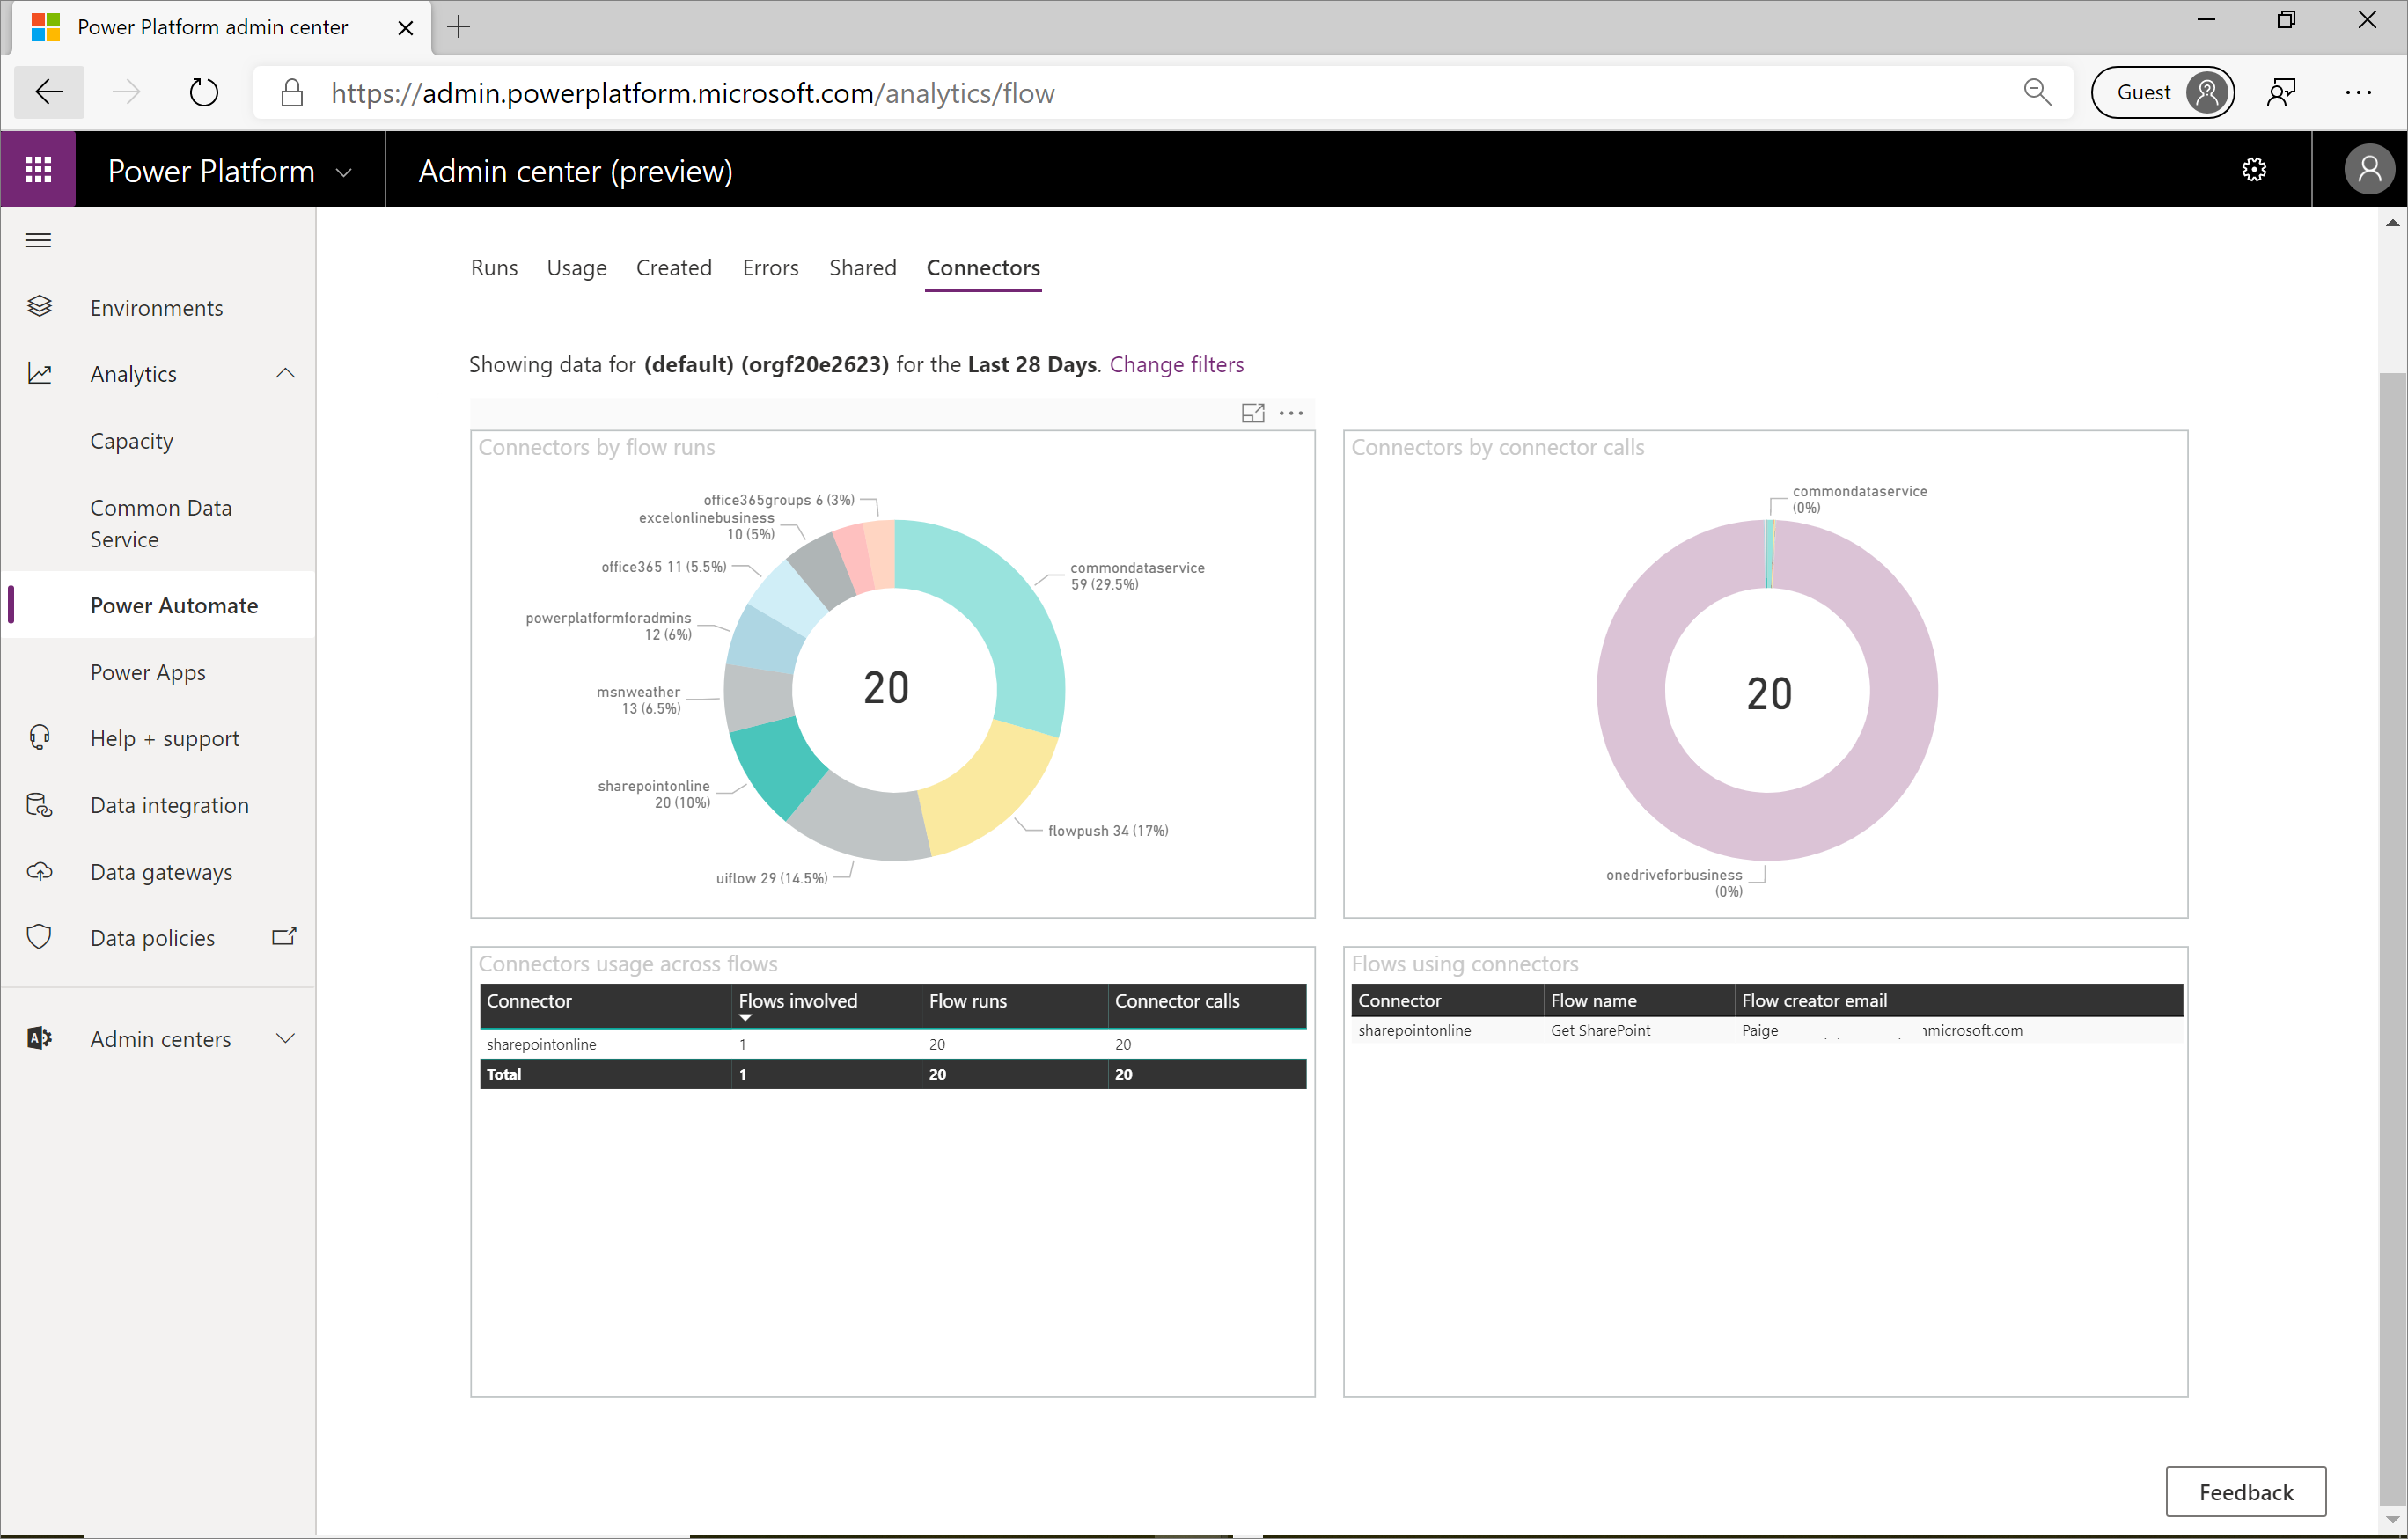 Power Platform admin center
https://admin.powerplatform.microsoft.com/analytics/flow
Guest
Power Platform
Admin center (preview)
Environments
Analytics
Capacity
Common Data
Service
Power Automate
Power Apps
Help + support
Data integration
Data gateways
Data policies
Admin centers
Runs Usage Created Errors Shared Connectors
Showing data for (default) (orgf20e2623) for the Last 28 Days. Change filters
Connectors by flow runs
office365groups 6 (3%)
excelonlinebusiness
10 (5%)
office365 11 (5.5%)
powerplatformforadmins
12 (6%)
msnweather
13 (6.5%)
sharepointonline
20 (10%)
uiflow 29 (14.5%)
flowpush 34 (17%)
commondataservice
59 (29.5%)
20
Connectors by connector calls
commondataservice
(0%)
20
onedriveforbusiness
(0%)
Connectors usage across flows
Connector Flows involved Flow runs Connector calls
sharepointonline 1 20 20
Total 1 20 20
Flows using connectors
Connector Flow name Flow creator email
sharepointonline Get SharePoint Paige microsoft.com
Feedback